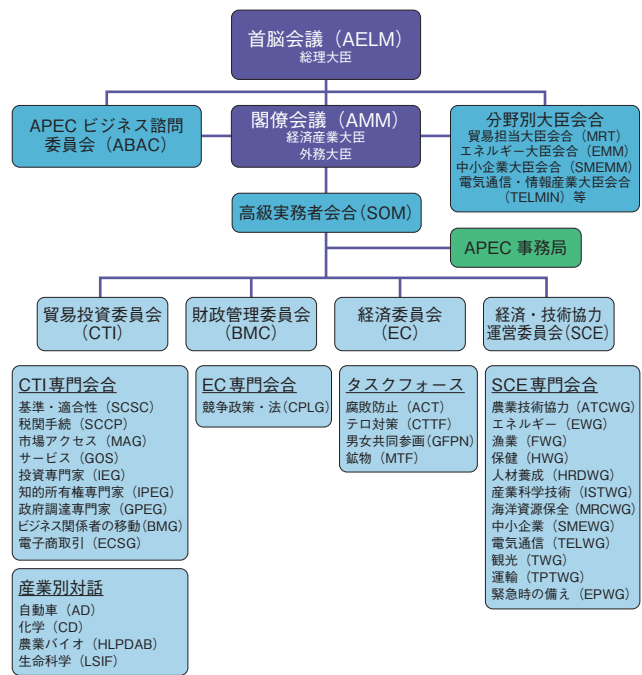 首脳会議（AELM）
総理大臣
APEC ビジネス諮問
委員会（ABAC）
閣僚会議（AMM）
経済産業大臣
外務大臣
分野別大臣会合
貿易担当大臣会合（MRT）
エネルギー大臣会合（EMM）
中小企業大臣会合（SMEMM）
電気通信・情報産業大臣会合
（TELMIN）等
高級実務者会合（SOM）
APEC 事務局
貿易投資委員会
（CTI）
財政管理委員会
（BMC）
経済委員会
（EC）
経済・技術協力
運営委員会（SCE）
CTI専門会合
基準・適合性（SCSC）
税関手続（SCCP）
市場アクセス（MAG）
サービス（GOS）
投資専門家（IEG）
知的所有権専門家（IPEG）
政府調達専門家（GPEG）
ビジネス関係者の移動（BMG）
電子商取引（ECSG）
産業別対話
自動車（AD）
化学（CD）
農業バイオ（HLPDAB）
生命科学（LSIF）
EC専門会合
競争政策・法（CPLG）
タスクフォース
腐敗防止（ACT）
テロ対策（CTTF）
男女共同参画（GFPN）
鉱物（MTF）
SCE専門会合
農業技術協力（ATCWG）
エネルギー（EWG）
漁業（FWG）
保健（HWG）
人材養成（HRDWG）
産業科学技術（ISTWG）
海洋資源保全（MRCWG）
中小企業（SMEWG）
電気通信（TELWG）
観光（TWG）
運輸（TPTWG）
緊急時の備え（EPWG）